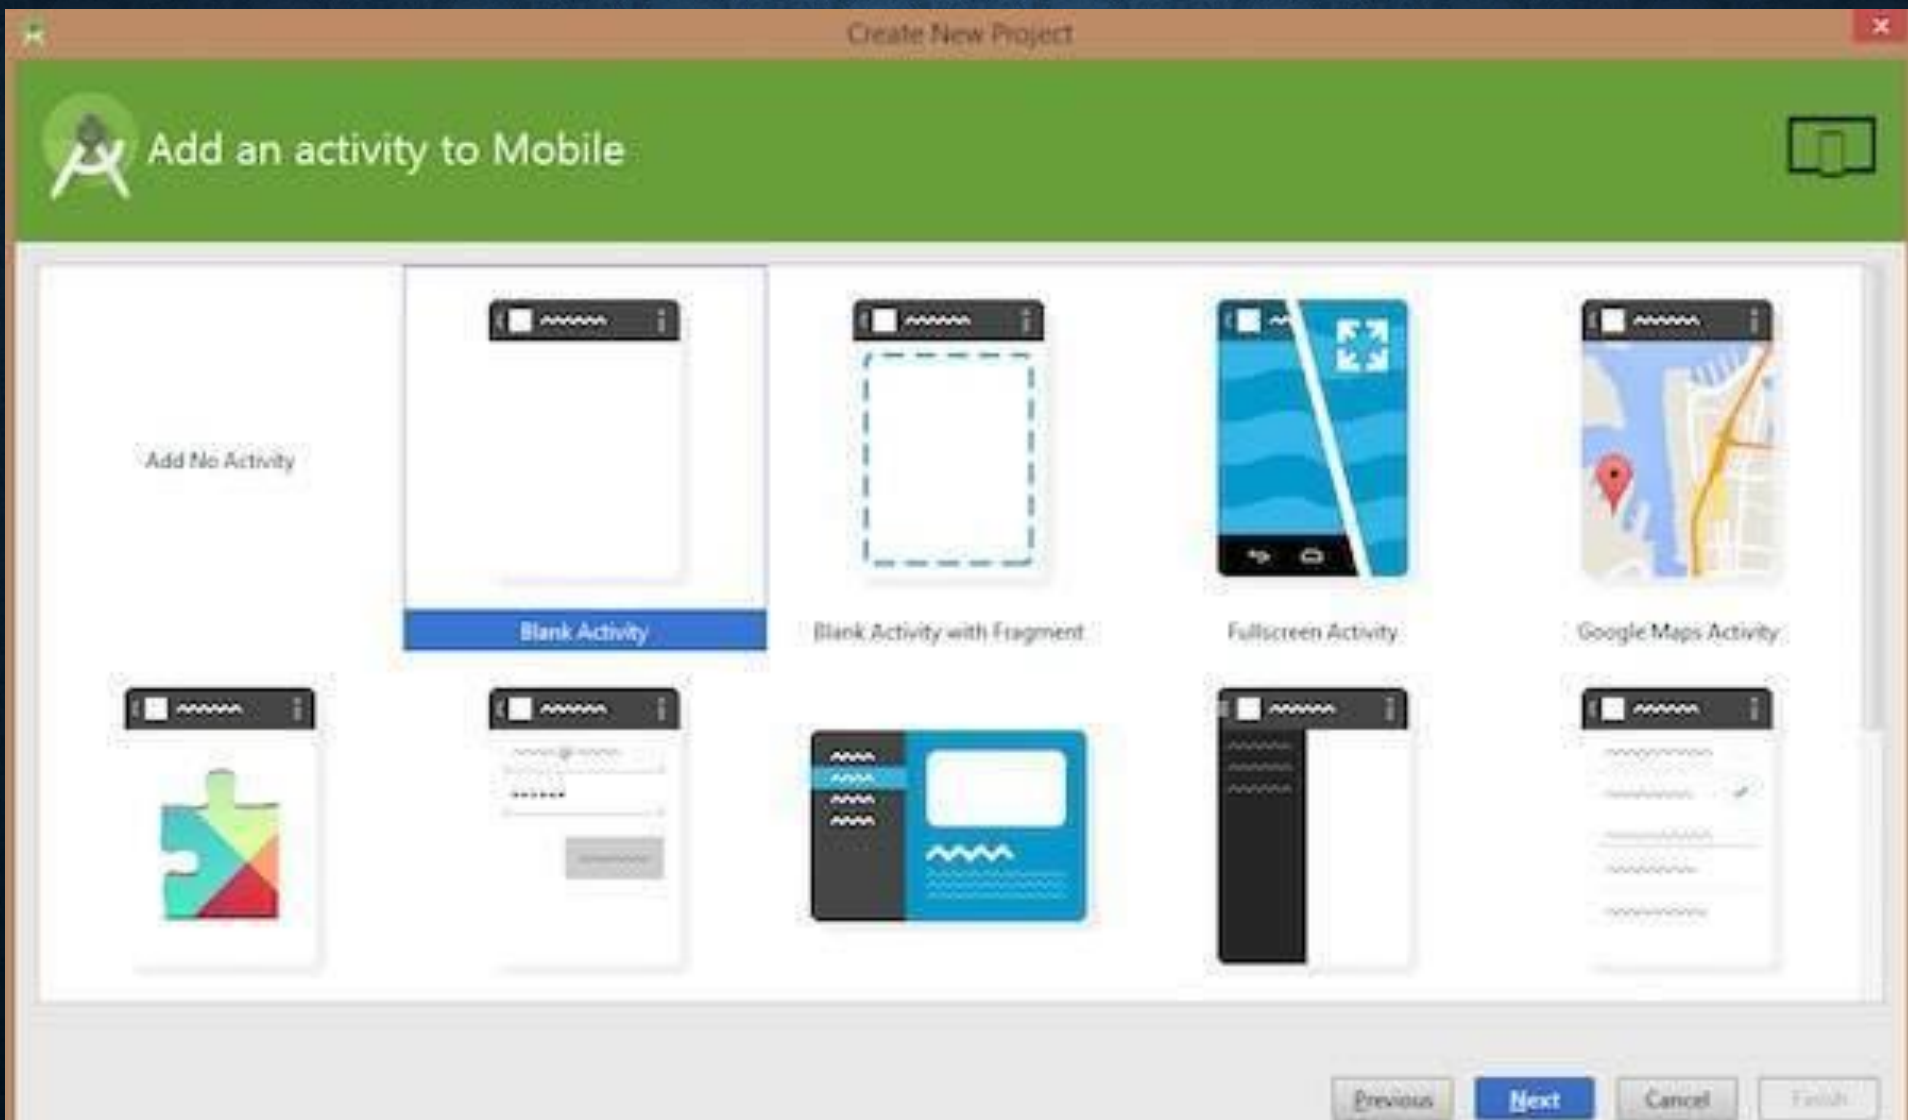 Create New Project
Add an activity to Mobile
Add No Activity
Blank Activity
Blank Activity with Fragment
Fullscreen Activity
Google Maps Activity
Previous
Next
Cancel
Finish